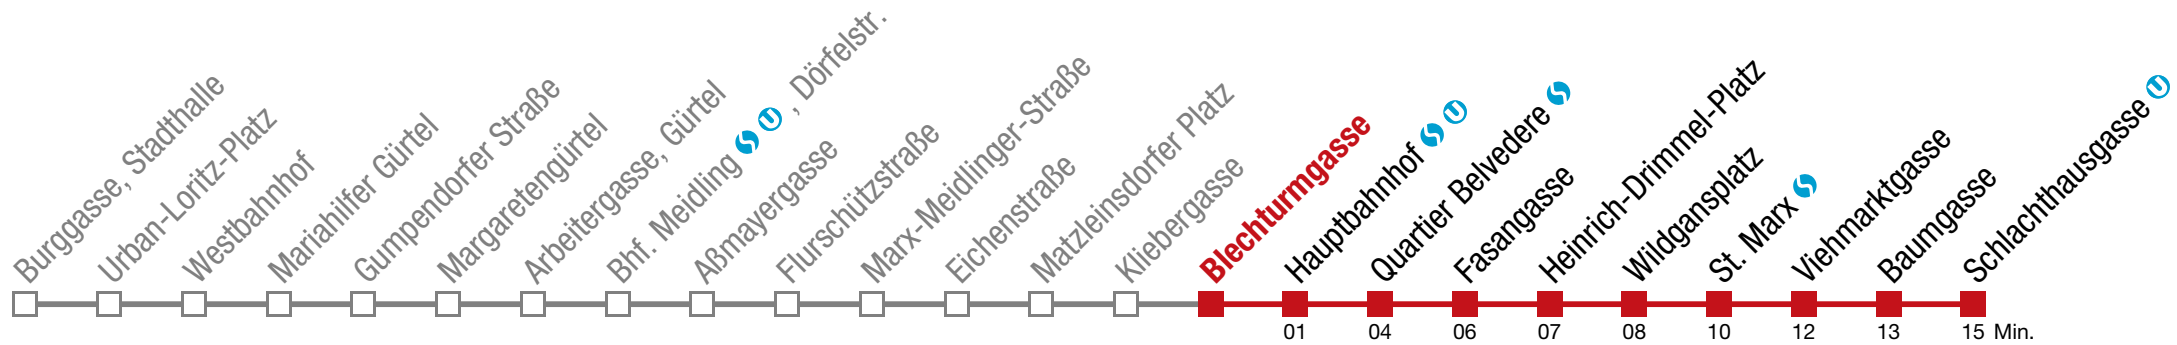 Burggasse, Stadthalle
Urban-Loritz-Platz
Westbahnhof
Mariahilfer Gürtel
Gumpendorfer Straße
Margaretengürtel
Arbeitergasse, Gürtel
Bhf. Meidling S U , Dörfelstr.
Aßmayergasse
Flurschützstraße
Marx-Meidlinger-Straße
Eichenstraße
Matzleinsdorfer Platz
Kliebergasse
Blechturmgasse
Hauptbahnhof S U
Quartier Belvedere S
Fasangasse
Heinrich-Drimmel-Platz
Wildgansplatz
St. Marx S
Viehmarktgasse
Baumgasse
Schlachthausgasse U
01 04 06 07 08 10 12 13 15 Min.